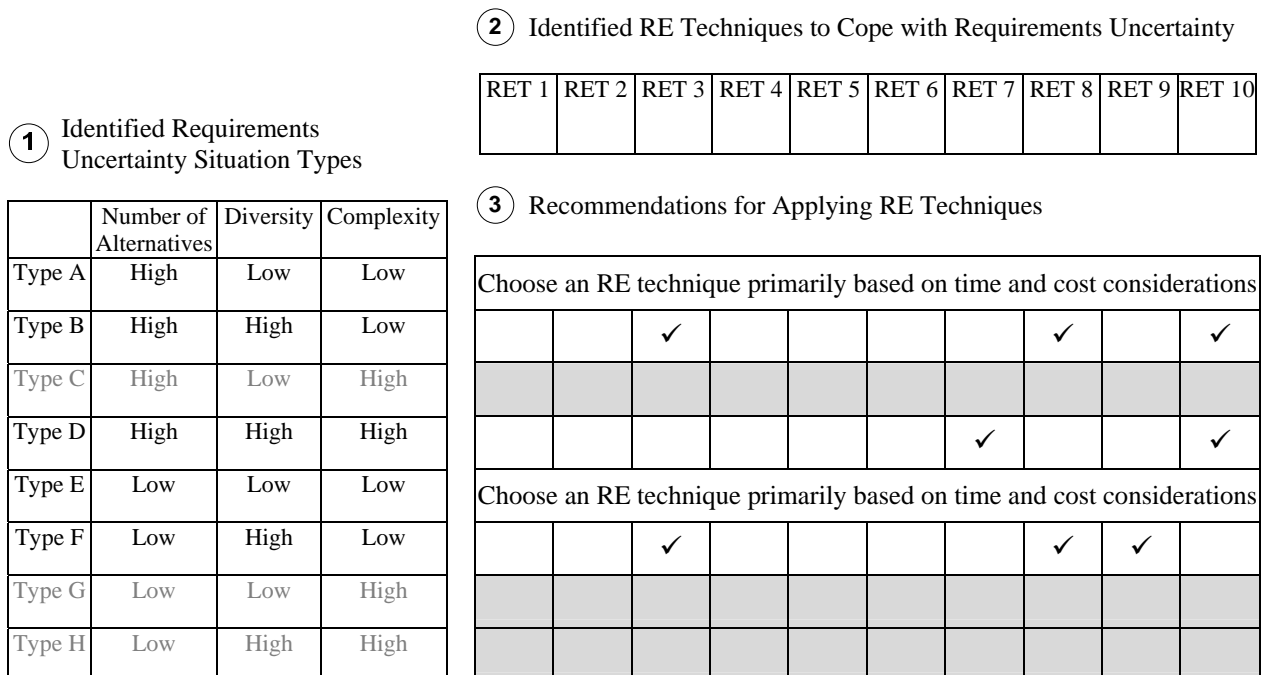 2 Identified RE Techniques to Cope with Requirements Uncertainty
RET 1 RET 2 RET 3 RET 4 RET 5 RET 6 RET 7 RET 8 RET 9 RET 10
1 Identified Requirements
Uncertainty Situation Types
3 Recommendations for Applying RE Techniques
Number of Diversity Complexity
Alternatives
Type A High Low Low
Choose an RE technique primarily based on time and cost considerations
Type B High High Low ✓ ✓ ✓
Type C High Low High
Type D High High High ✓ ✓
Type E Low Low Low
Choose an RE technique primarily based on time and cost considerations
Type F Low High Low ✓ ✓ ✓
Type G Low Low High
Type H Low High High